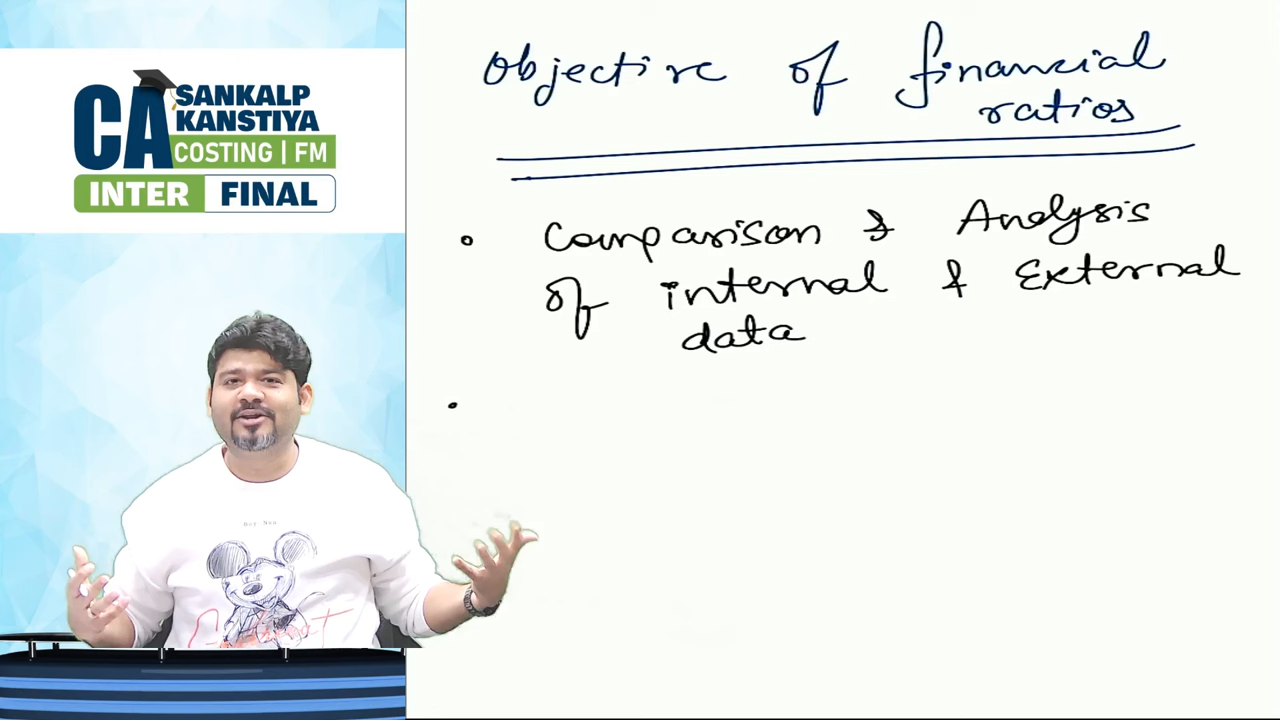 CA
SANKALP
KANSTIYA
COSTING | FM
INTER FINAL
Objective of financial
ratios
• Comparison & Analysis
of internal & External
data
•